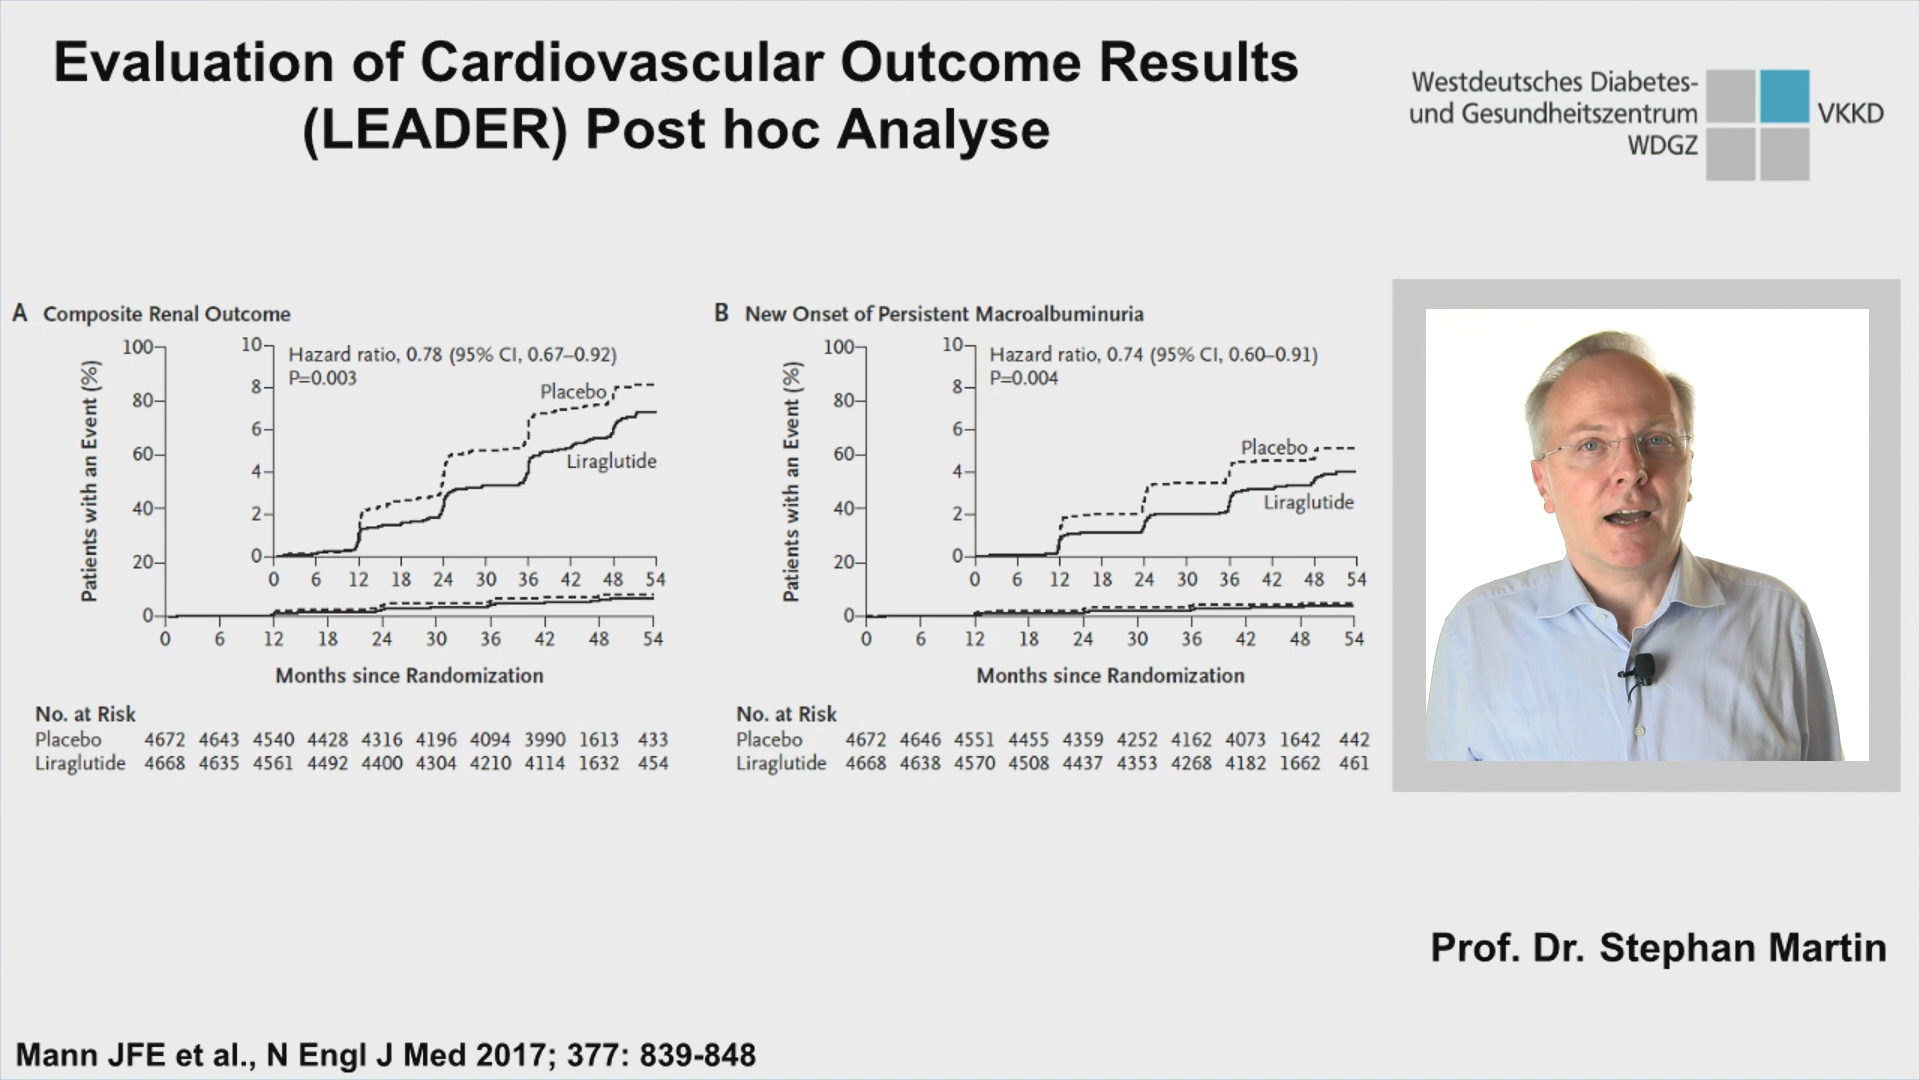 Evaluation of Cardiovascular Outcome Results
(LEADER) Post hoc Analyse
Westdeutsches Diabetes-
und Gesundheitszentrum
WDGZ
VKKD
A Composite Renal Outcome
Patients with an Event (%)
100
80
60
40
20
0
10
8
6
4
2
0
Hazard ratio, 0.78 (95% CI, 0.67–0.92)
P=0.003
Placebo
Liraglutide
0 6 12 18 24 30 36 42 48 54
0 6 12 18 24 30 36 42 48 54
Months since Randomization
No. at Risk
Placebo 4672 4643 4540 4428 4316 4196 4094 3990 1613 433
Liraglutide 4668 4635 4561 4492 4400 4304 4210 4114 1632 454
B New Onset of Persistent Macroalbuminuria
Patients with an Event (%)
100
80
60
40
20
0
10
8
6
4
2
0
Hazard ratio, 0.74 (95% CI, 0.60–0.91)
P=0.004
Placebo
Liraglutide
0 6 12 18 24 30 36 42 48 54
0 6 12 18 24 30 36 42 48 54
Months since Randomization
No. at Risk
Placebo 4672 4646 4551 4455 4359 4252 4162 4073 1642 442
Liraglutide 4668 4638 4570 4508 4437 4353 4268 4182 1662 461
Prof. Dr. Stephan Martin
Mann JFE et al., N Engl J Med 2017; 377: 839-848